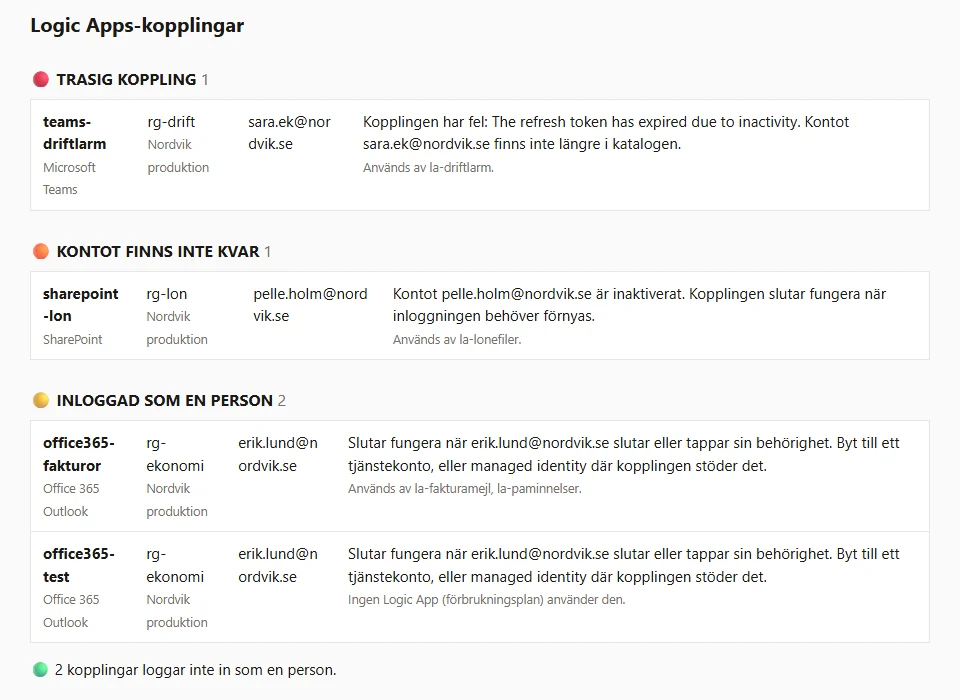 Logic Apps-kopplingar
TRASIG KOPPLING 1
teams-
driftlarm
Microsoft
Teams
rg-drift
Nordvik
produktion
sara.ek@nor
dvik.se
Kopplingen har fel: The refresh token has expired due to inactivity. Kontot
sara.ek@nordvik.se finns inte längre i katalogen.
Används av la-driftlarm.
KONTOT FINNS INTE KVAR 1
sharepoint
-lon
SharePoint
rg-lon
Nordvik
produktion
pelle.holm@nord
vik.se
Kontot pelle.holm@nordvik.se är inaktiverat. Kopplingen slutar fungera när
inloggningen behöver förnyas.
Används av la-lonefiler.
INLOGGAD SOM EN PERSON 2
office365-
fakturor
Office 365
Outlook
rg-
ekonomi
Nordvik
produktion
erik.lund@n
ordvik.se
Slutar fungera när erik.lund@nordvik.se slutar eller tappar sin behörighet. Byt till ett
tjänstekonto, eller managed identity där kopplingen stöder det.
Används av la-fakturamejl, la-paminnelser.
office365-
test
Office 365
Outlook
rg-
ekonomi
Nordvik
produktion
erik.lund@n
ordvik.se
Slutar fungera när erik.lund@nordvik.se slutar eller tappar sin behörighet. Byt till ett
tjänstekonto, eller managed identity där kopplingen stöder det.
Ingen Logic App (förbrukningsplan) använder den.
2 kopplingar loggar inte in som en person.